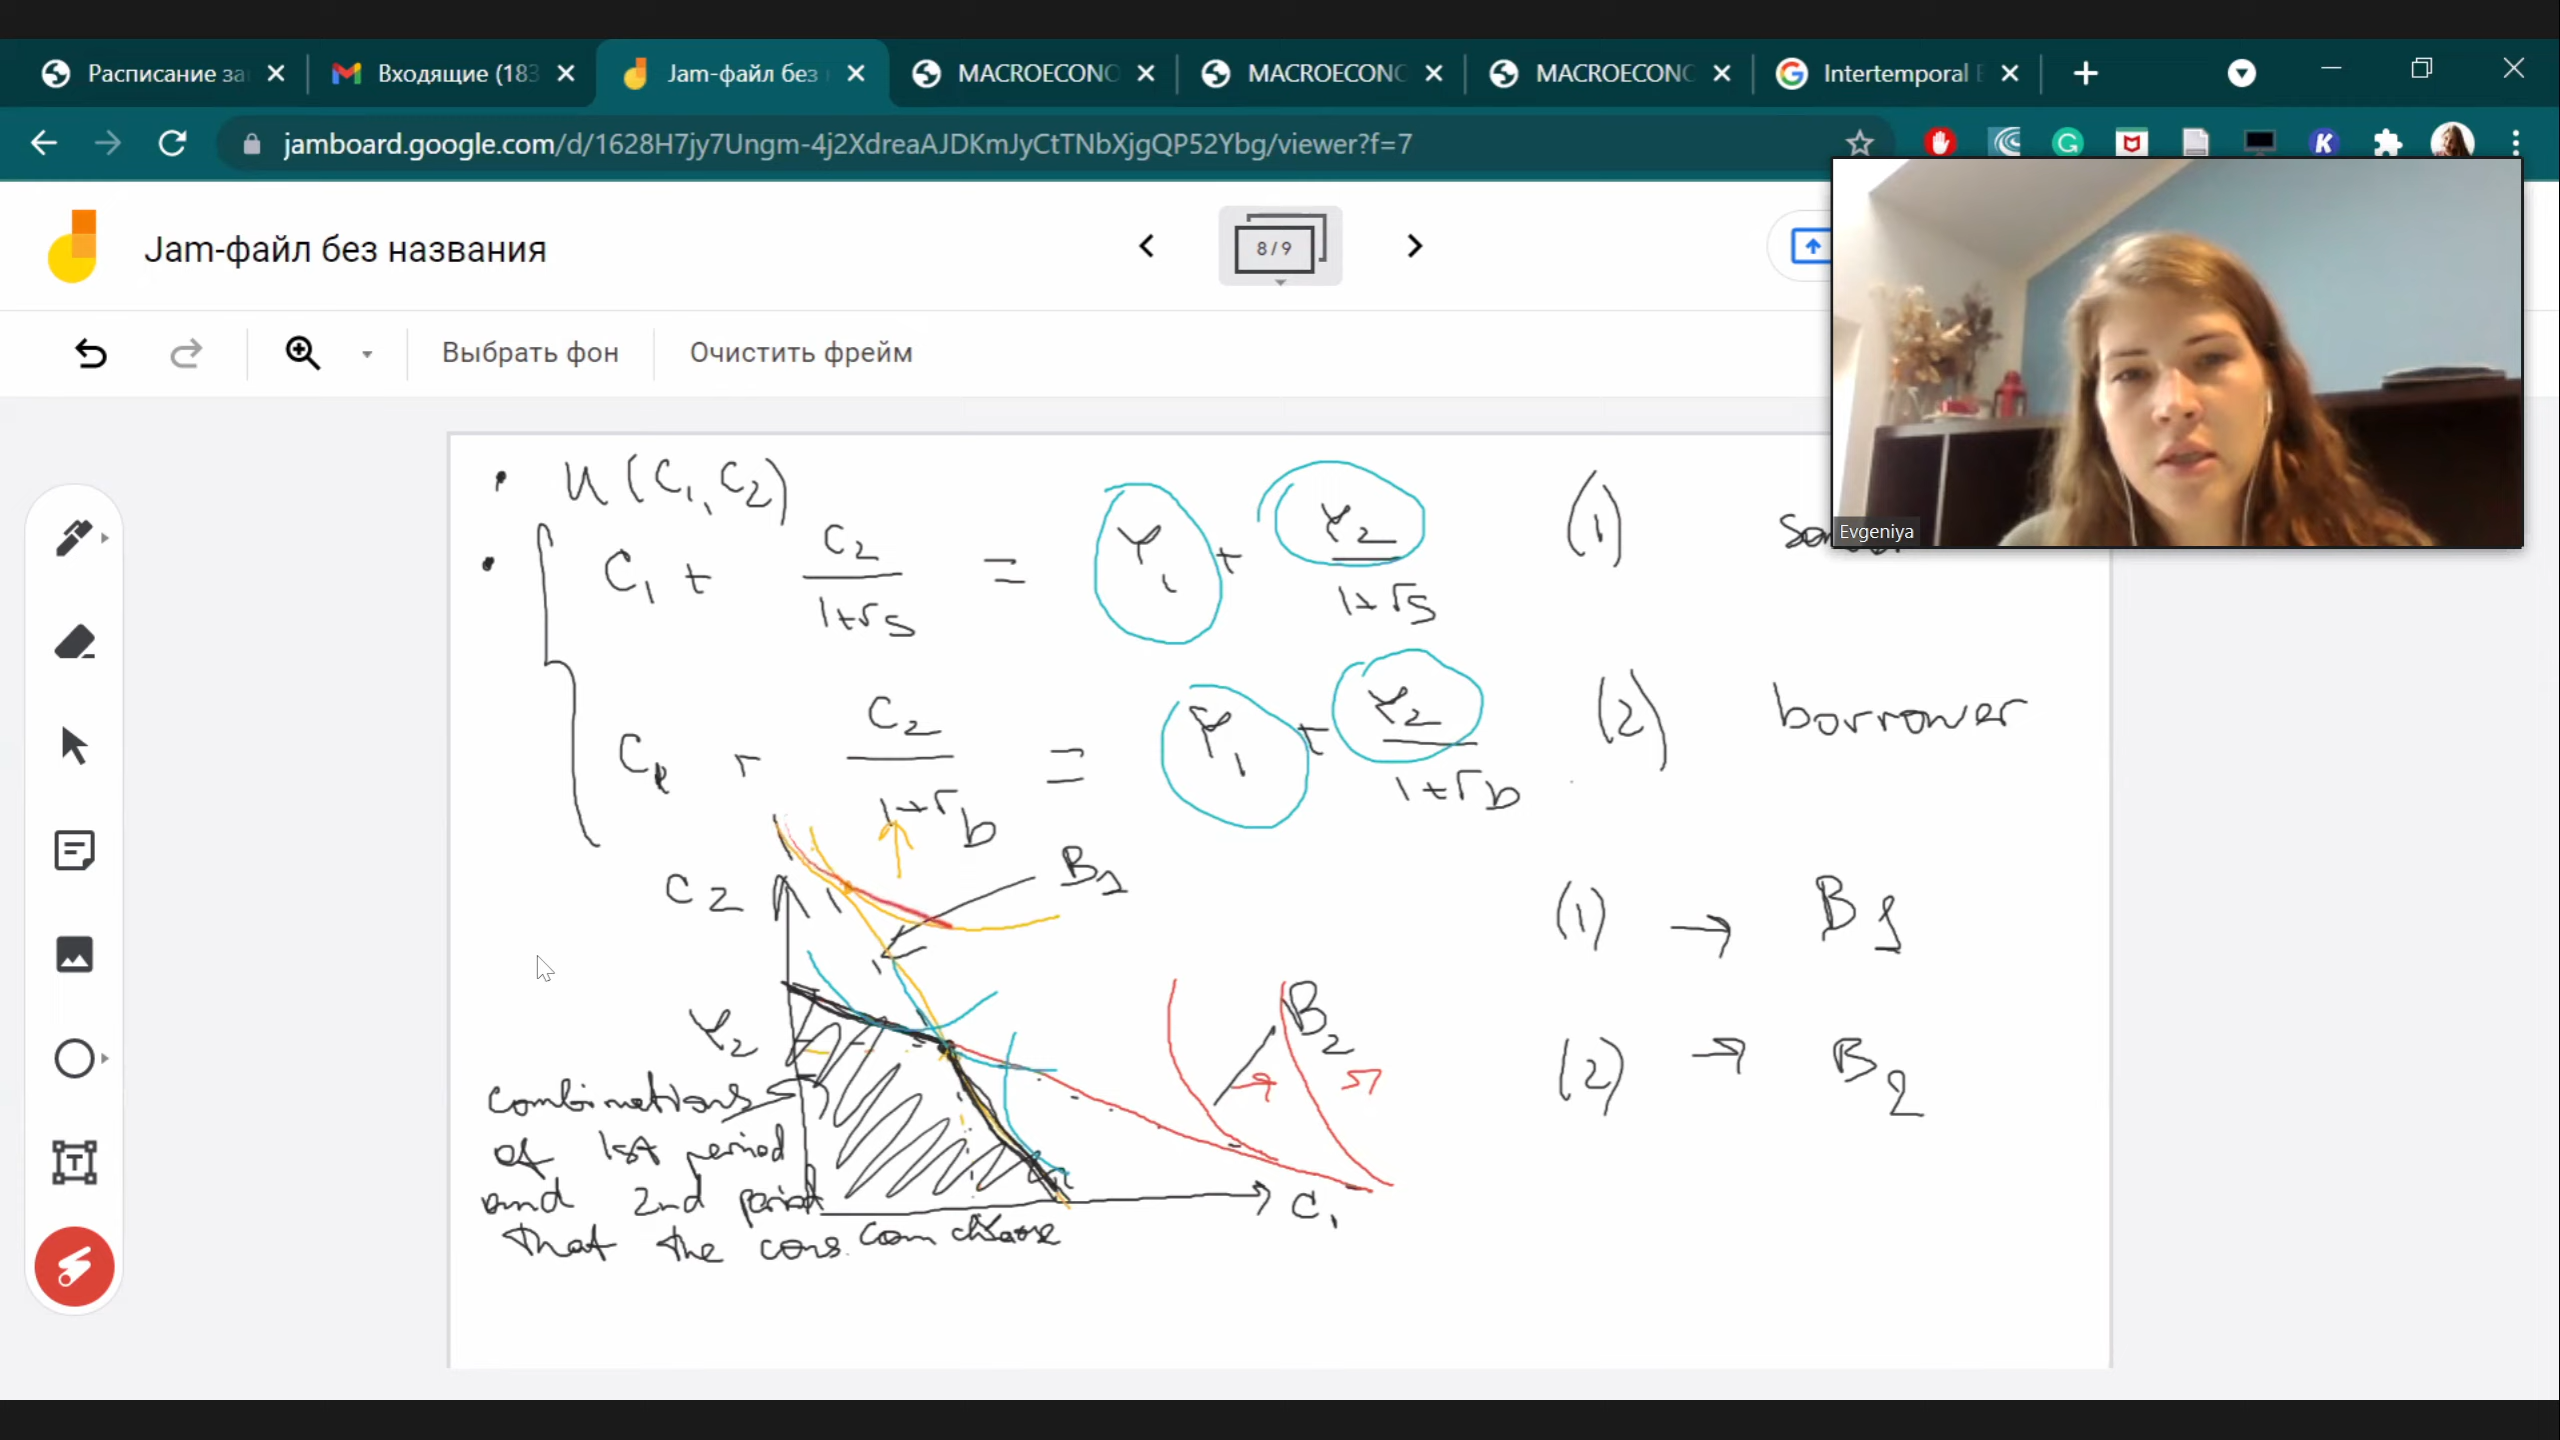 Расписание за
Входящие (183
Jam-файл без
MACROECONO
MACROECONO
MACROECONO
Intertemporal
jamboard.google.com/d/1628H7jy7Ungm-4j2XdreaAJDKmJyCtTNbXjgQP52Ybg/viewer?f=7
Jam-файл без названия
8 / 9
Выбрать фон
Очистить фрейм
Evgeniya
• U(C₁, C₂)
• C₁ + C₂/(1+rs) = Y₁ + Y₂/(1+rs) (1)
C₁ + C₂/(1+rb) = Y₁ + Y₂/(1+rb) (2) borrower
C2
B1
(1) → B1
Y2
B2
(2) → B2
combinations
of 1st period
and 2nd period
that the cons. can choose
C₁